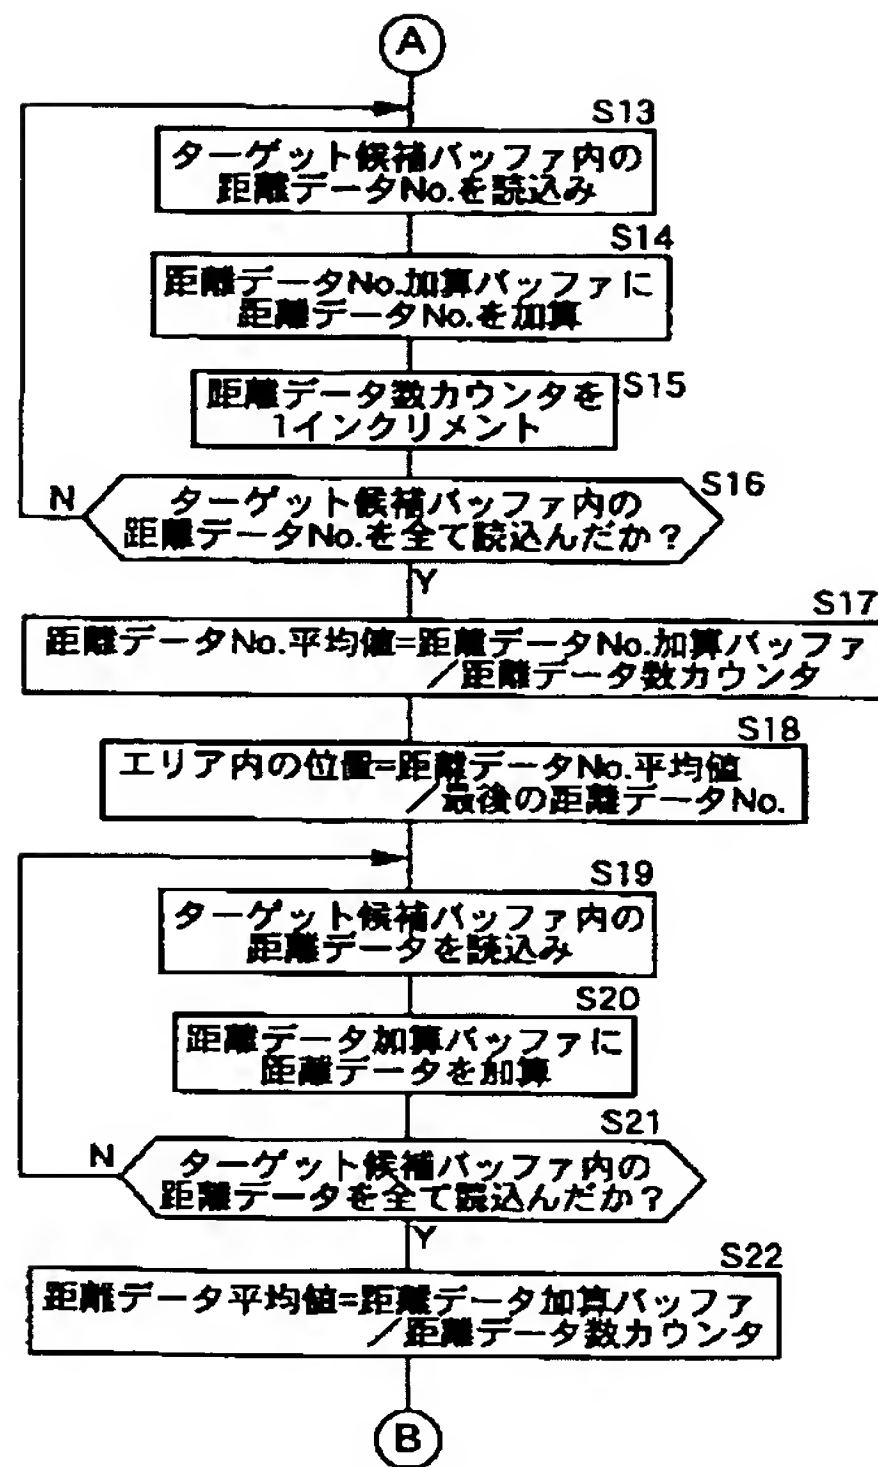 A
S13
ターゲット候補バッファ内の
距離データNo.を読込み
S14
距離データNo.加算バッファに
距離データNo.を加算
S15
距離データ数カウンタを
1インクリメント
S16
ターゲット候補バッファ内の
距離データNo.を全て読込んだか?
N
Y
S17
距離データNo.平均値=距離データNo.加算バッファ
/距離データ数カウンタ
S18
エリア内の位置=距離データNo.平均値
/最後の距離データNo.
S19
ターゲット候補バッファ内の
距離データを読込み
S20
距離データ加算バッファに
距離データを加算
S21
N
ターゲット候補バッファ内の
距離データを全て読込んだか?
Y
S22
距離データ平均値=距離データ加算バッファ
/距離データ数カウンタ
B